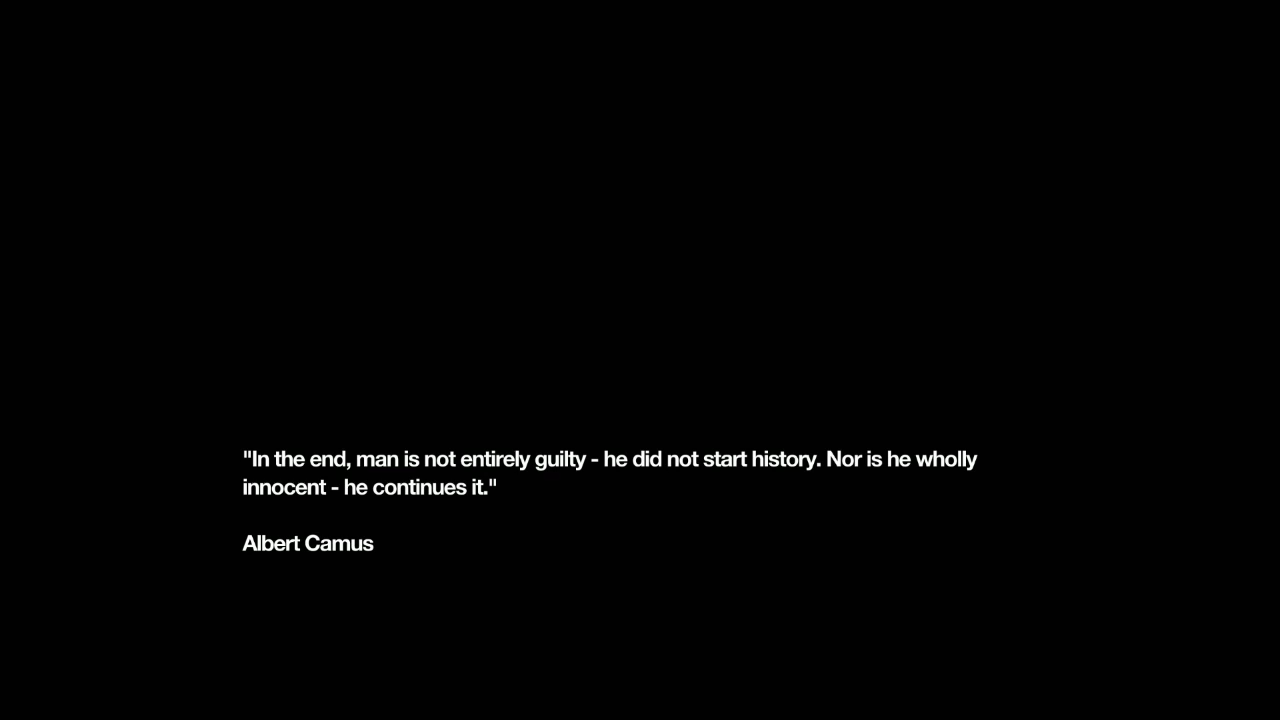 "In the end, man is not entirely guilty - he did not start history. Nor is he wholly
innocent - he continues it."
Albert Camus